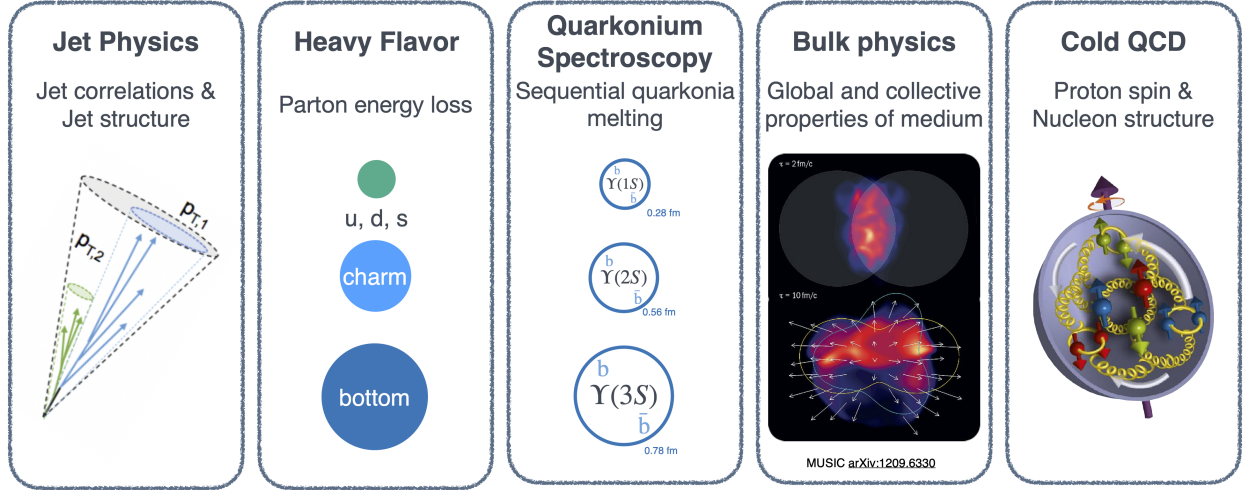 Jet Physics
Jet correlations &
Jet structure
pT,1
pT,2
Heavy Flavor
Parton energy loss
u, d, s
charm
bottom
Quarkonium
Spectroscopy
Sequential quarkonia
melting
b
ϒ(1S)
b̄
0.28 fm
b
ϒ(2S)
b̄
0.56 fm
b
ϒ(3S)
b̄
0.78 fm
Bulk physics
Global and collective
properties of medium
τ = 2 fm/c
τ = 10 fm/c
MUSIC arXiv:1209.6330
Cold QCD
Proton spin &
Nucleon structure